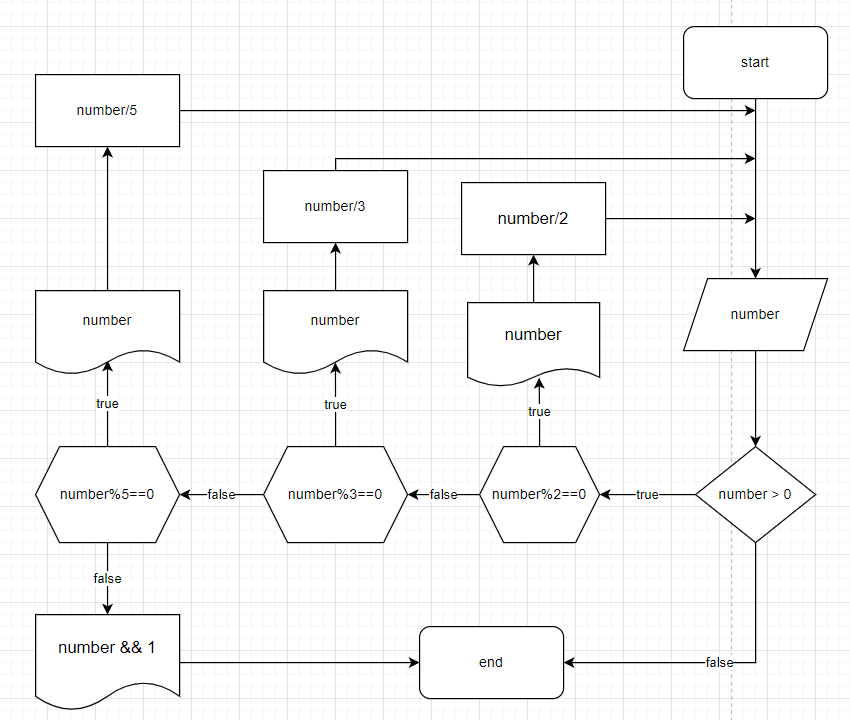 start
number/5
number/3
number/2
number
number
number
number
true
true
true
number%5==0
false
number%3==0
false
number%2==0
true
number > 0
false
number && 1
end
false